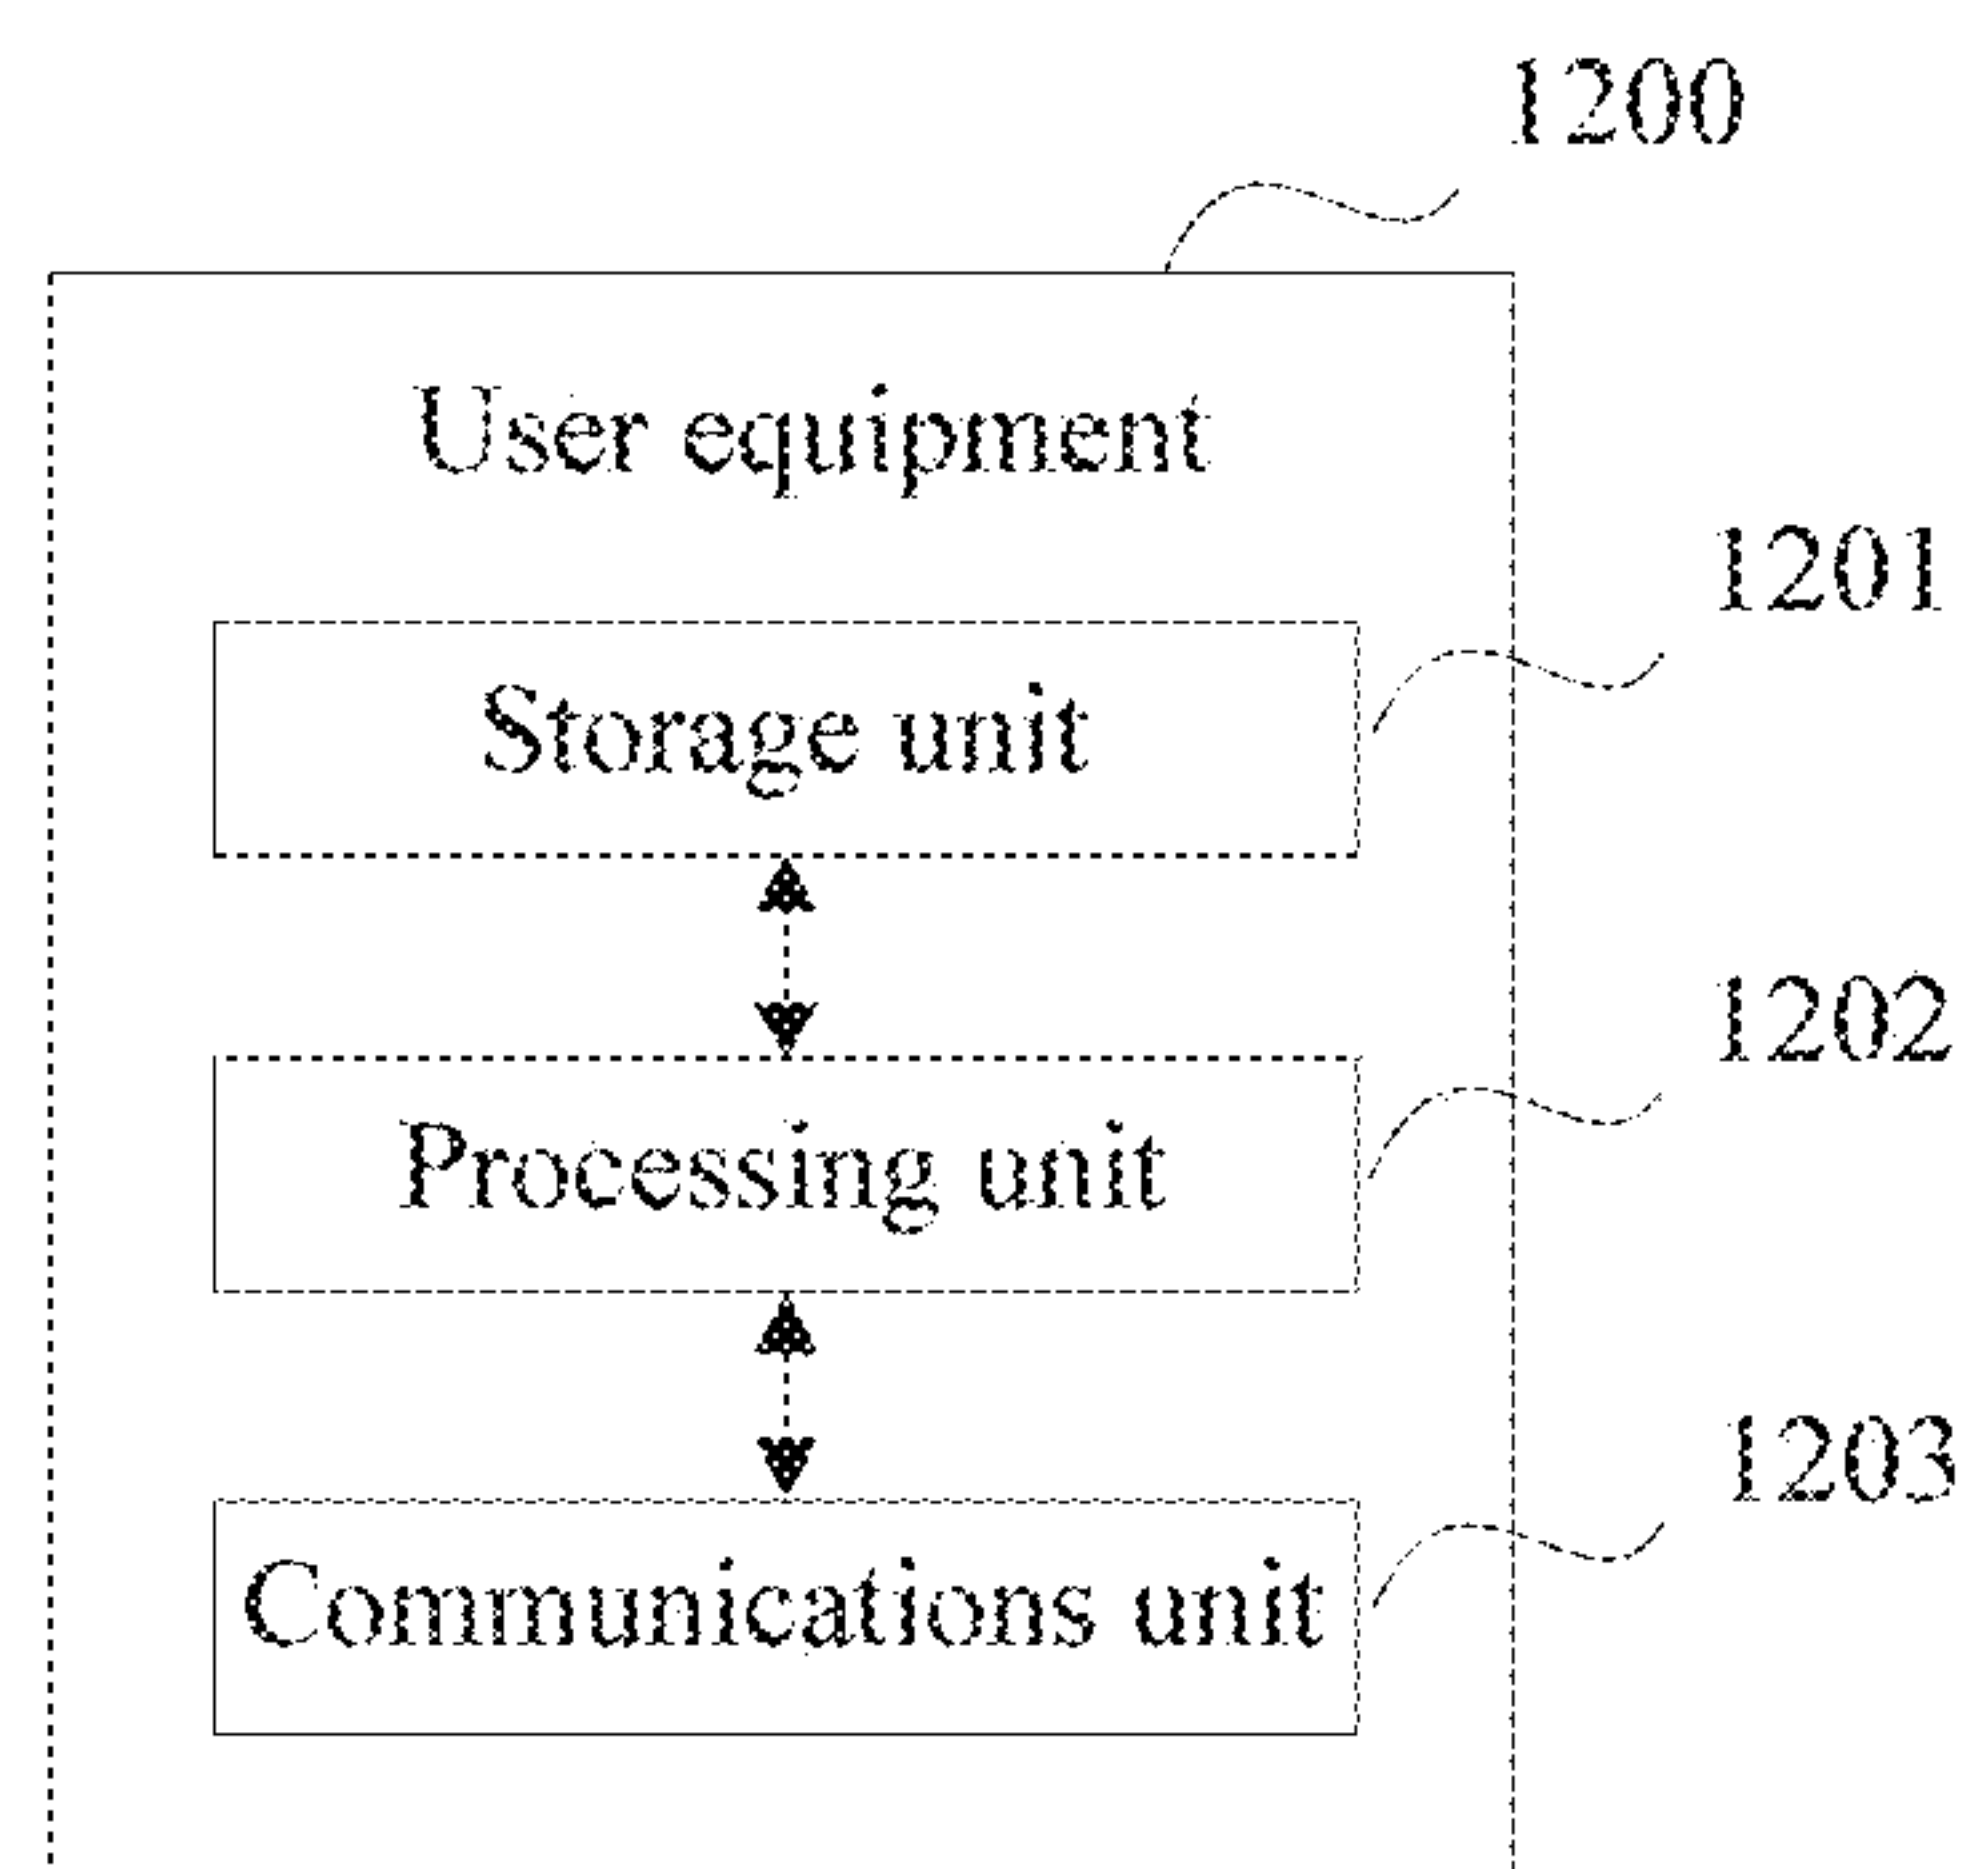 1200
User equipment
1201
Storage unit
1202
Processing unit
1203
Communications unit